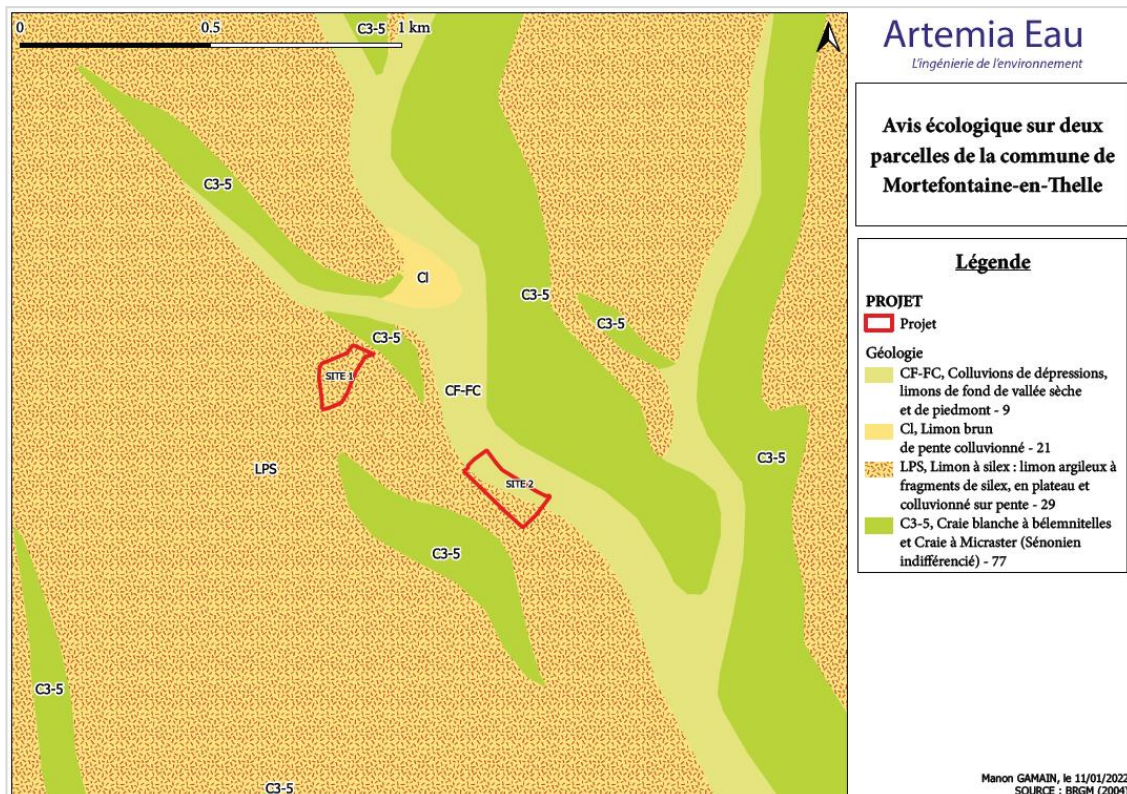 0 0.5 1 km
C3-5
C3-5
Cl
C3-5
C3-5
C3-5
SITE 1
CF-FC
C3-5
LPS
SITE 2
C3-5
C3-5
C3-5
Artemia Eau
L'ingénierie de l'environnement
Avis écologique sur deux
parcelles de la commune de
Mortefontaine-en-Thelle
Légende
PROJET
Projet
Géologie
CF-FC, Colluvions de dépressions,
limons de fond de vallée sèche
et de piedmont - 9
Cl, Limon brun
de pente colluvionné - 21
LPS, Limon à silex : limon argileux à
fragments de silex, en plateau et
colluvionné sur pente - 29
C3-5, Craie blanche à bélemnitelles
et Craie à Micraster (Sénonien
indifférencié) - 77
Manon GAMAIN, le 11/01/2022
SOURCE : BRGM (2004)